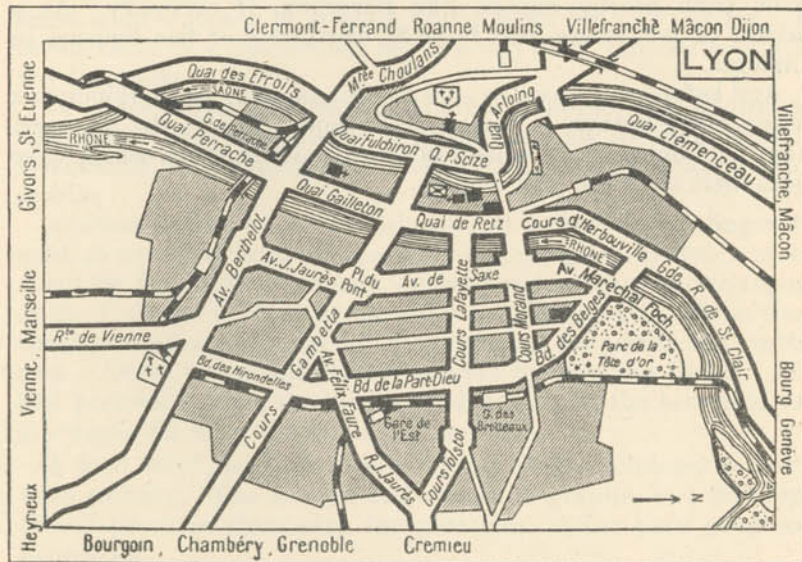 Clermont-Ferrand Roanne Moulins Villefranche Mâcon Dijon
LYON
Mtée Choulans
Quai des Etroits
SAÔNE
G. de Perrache
Quai Perrache
RHONE
Quai Fulchiron
Q. P. Scize
Quai Arloing
Quai Clémenceau
Quai Gailleton
Quai de Retz
Cours d'Herbouville
RHONE
Gde R. de St Clair
Av. Berthelot
Av. J. Jaurès
Pl. du
Pont
Av. de Saxe
Av. Maréchal Foch
Cours Lafayette
Cours Morand
Bd. des Belges
Parc de la
Tête d'or
Rte de Vienne
Cours Gambetta
Bd des Hirondelles
Av. Felix Faure
Bd. de la Part-Dieu
Gare de
l'Est
G. des
Brotteaux
R. J. Jaurès
Cours Tolstoï
N
Givors, St Etienne
Vienne, Marseille
Heyrieux
Villefranche, Mâcon
Bourg Genève
Bourgoin, Chambéry, Grenoble Cremieu